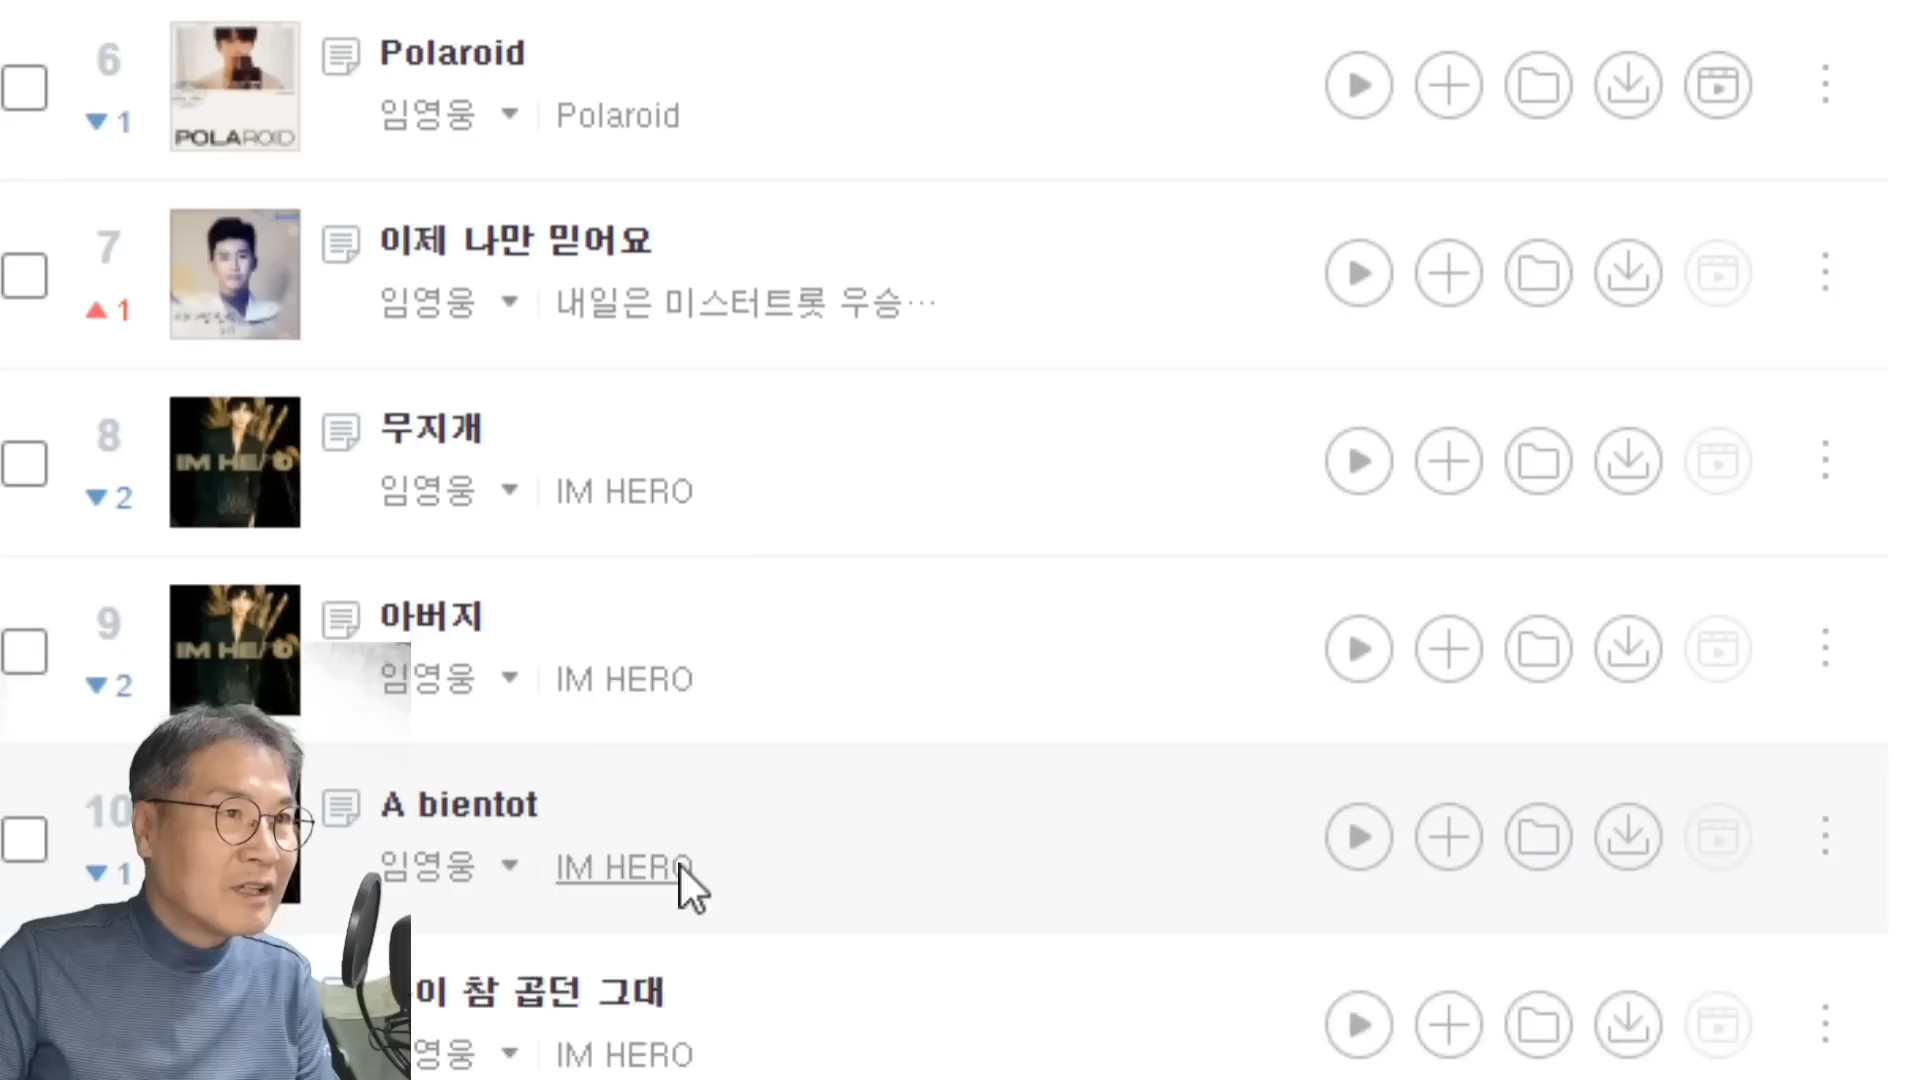 6
Polaroid
1
임영웅 Polaroid
POLAROID
7
이제 나만 믿어요
1
임영웅 내일은 미스터트롯 우승…
8
무지개
IM HERO
2
임영웅 IM HERO
9
아버지
IM HERO
2
임영웅 IM HERO
10
A bientot
1
임영웅 IM HERO
이 참 곱던 그대
영웅 IM HERO